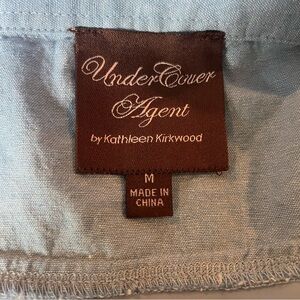 UnderCover
Agent
by Kathleen Kirkwood
M
MADE IN
CHINA